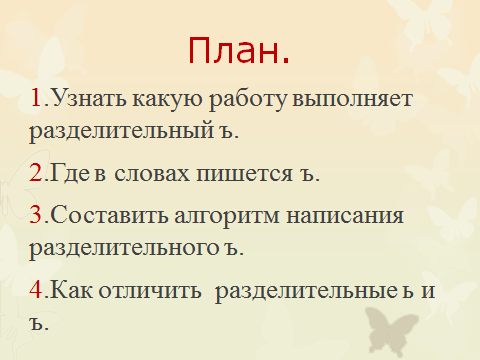 План.
1.Узнать какую работу выполняет
разделительный ъ.
2.Где в словах пишется ъ.
3.Составить алгоритм написания
разделительного ъ.
4.Как отличить разделительные ь и
ъ.